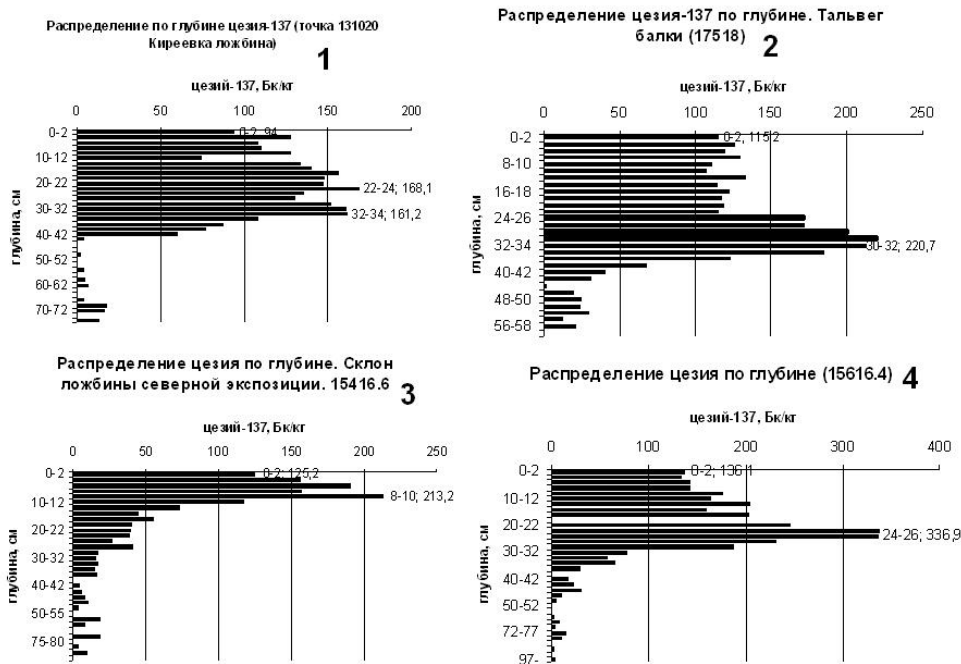 Распределение по глубине цезия-137 (точка 131020
Киреевка ложбина)
1
цезий-137, Бк/кг
0 50 100 150 200
глубина, см
0-2
0-2; 94
10-12
20-22
22-24; 168,1
30-32
32-34; 161,2
40-42
50-52
60-62
70-72
Распределение цезия-137 по глубине. Тальвег
балки (17518)
2
цезий-137, Бк/кг
0 50 100 150 200 250
глубина, см
0-2
0-2; 115,2
8-10
16-18
24-26
32-34
30-32; 220,7
40-42
48-50
56-58
Распределение цезия по глубине. Склон
ложбины северной экспозиции. 15416.6
3
цезий-137, Бк/кг
0 50 100 150 200 250
глубина, см
0-2
0-2; 125,2
8-10; 213,2
10-12
20-22
30-32
40-42
50-55
75-80
Распределение цезия по глубине (15616.4)
4
цезий-137, Бк/кг
0 100 200 300 400
глубина, см
0-2
0-2; 136,1
10-12
20-22
24-26; 336,9
30-32
40-42
50-52
72-77
97-